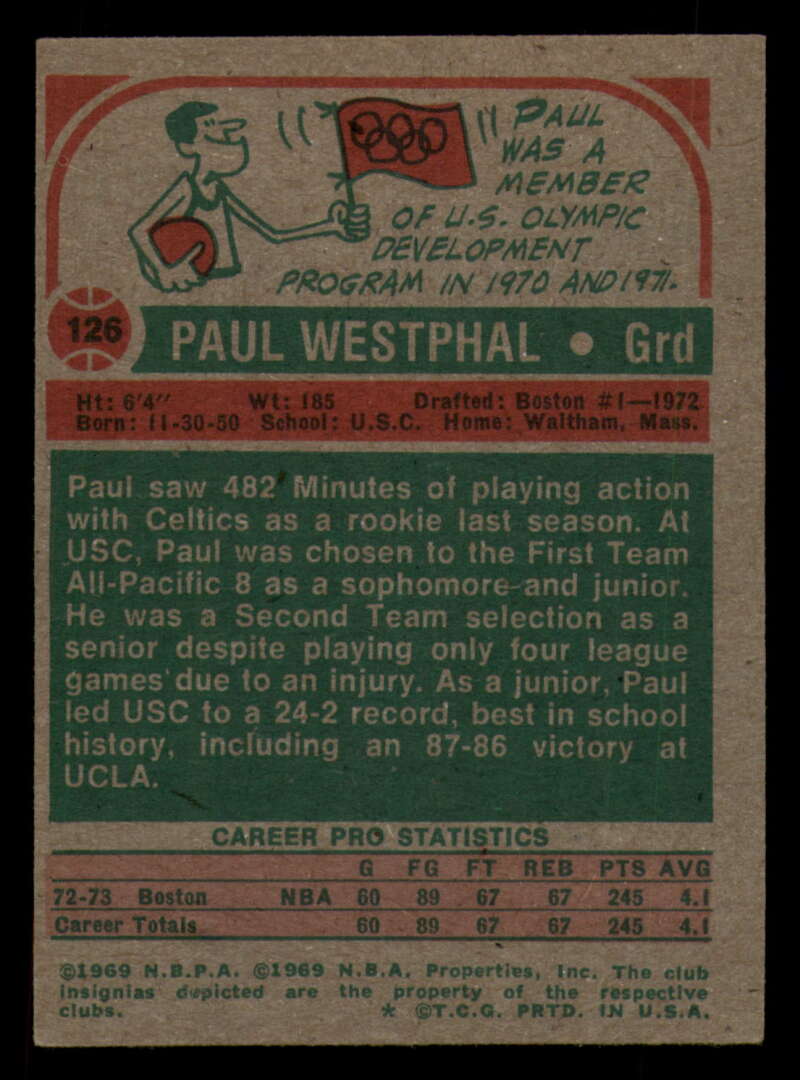 PAUL
WAS A
MEMBER
OF U.S. OLYMPIC
DEVELOPMENT
PROGRAM IN 1970 AND 1971.
126 PAUL WESTPHAL • Grd
Ht: 6'4" Wt: 185 Drafted: Boston #1—1972
Born: 11-30-50 School: U.S.C. Home: Waltham, Mass.
Paul saw 482 Minutes of playing action
with Celtics as a rookie last season. At
USC, Paul was chosen to the First Team
All-Pacific 8 as a sophomore and junior.
He was a Second Team selection as a
senior despite playing only four league
games due to an injury. As a junior, Paul
led USC to a 24-2 record, best in school
history, including an 87-86 victory at
UCLA.
CAREER PRO STATISTICS
G FG FT REB PTS AVG
72-73 Boston NBA 60 89 67 67 245 4.1
Career Totals 60 89 67 67 245 4.1
©1969 N.B.P.A. ©1969 N.B.A. Properties, Inc. The club
insignias depicted are the property of the respective
clubs. * ©T.C.G. PRTD. IN U.S.A.